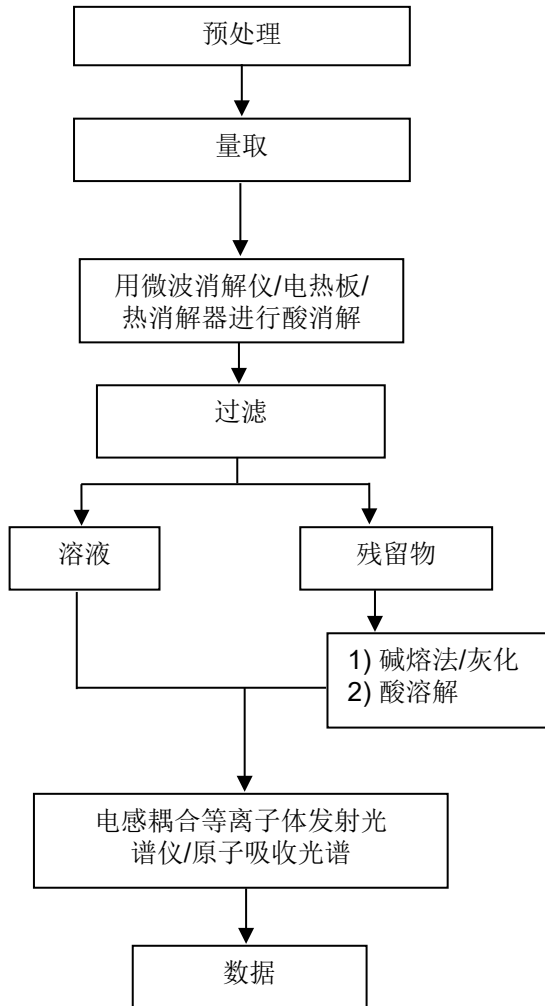 预处理
量取
用微波消解仪/电热板/
热消解器进行酸消解
过滤
溶液
残留物
1) 碱熔法/灰化
2) 酸溶解
电感耦合等离子体发射光
谱仪/原子吸收光谱
数据